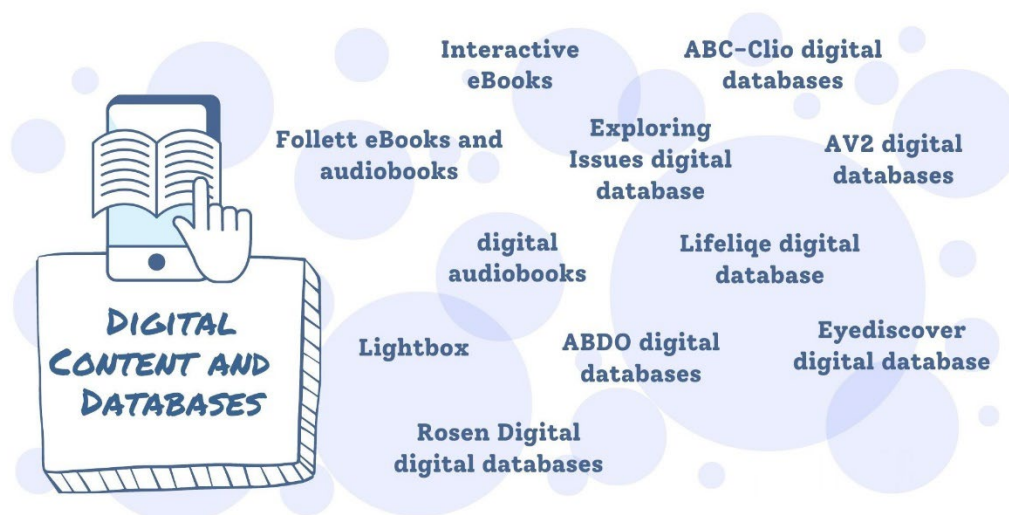 Interactive
eBooks
ABC-Clio digital
databases
Follett eBooks and
audiobooks
Exploring
Issues digital
database
AV2 digital
databases
digital
audiobooks
Lifeliqe digital
database
DIGITAL
CONTENT AND
DATABASES
Lightbox
ABDO digital
databases
Eyediscover
digital database
Rosen Digital
digital databases